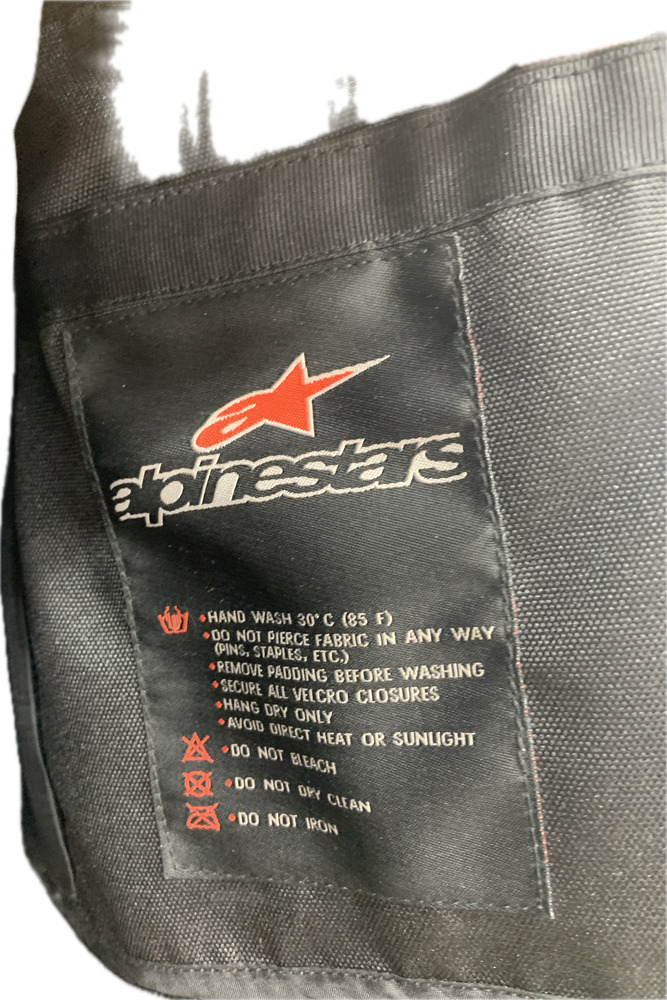 alpinestars
HAND WASH 30°C (85 F)
DO NOT PIERCE FABRIC IN ANY WAY
(PINS, STAPLES, ETC.)
REMOVE PADDING BEFORE WASHING
SECURE ALL VELCRO CLOSURES
HANG DRY ONLY
AVOID DIRECT HEAT OR SUNLIGHT
DO NOT BLEACH
DO NOT DRY CLEAN
DO NOT IRON